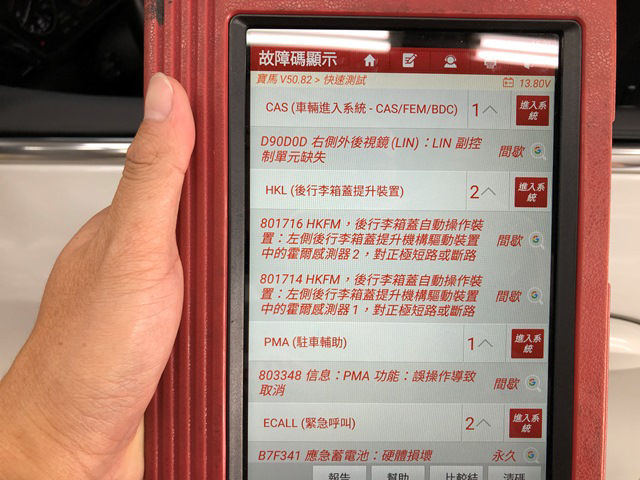 故障碼顯示
寶馬 V50.82 > 快速測試
13.80V
CAS (車輛進入系統 - CAS/FEM/BDC)
1
進入系
統
D90D0D 右側外後視鏡 (LIN):LIN 副控
制單元缺失
間歇
HKL (後行李箱蓋提升裝置)
2
進入系
統
801716 HKFM,後行李箱蓋自動操作裝
置:左側後行李箱蓋提升機構驅動裝置
中的霍爾感測器 2,對正極短路或斷路
間歇
801714 HKFM,後行李箱蓋自動操作裝
置:左側後行李箱蓋提升機構驅動裝置
中的霍爾感測器 1,對正極短路或斷路
間歇
PMA (駐車輔助)
1
進入系
統
803348 信息:PMA 功能:誤操作導致
取消
間歇
ECALL (緊急呼叫)
2
進入系
統
B7F341 應急蓄電池:硬體損壞
永久
報告
幫助
比較結
清碼